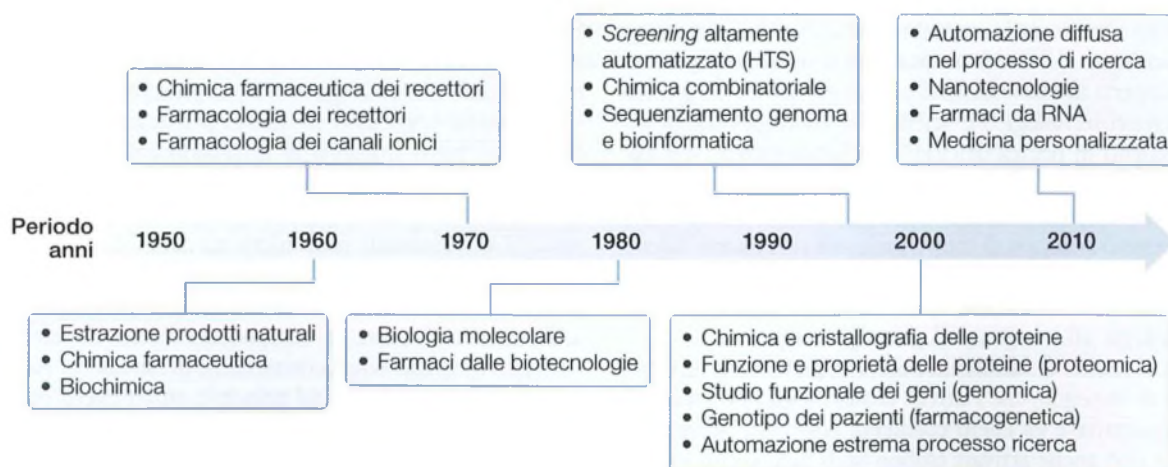 • Chimica farmaceutica dei recettori
• Farmacologia dei recettori
• Farmacologia dei canali ionici
• Screening altamente
automatizzato (HTS)
• Chimica combinatoriale
• Sequenziamento genoma
e bioinformatica
• Automazione diffusa
nel processo di ricerca
• Nanotecnologie
• Farmaci da RNA
• Medicina personalizzzata
Periodo
anni
1950 1960 1970 1980 1990 2000 2010
• Estrazione prodotti naturali
• Chimica farmaceutica
• Biochimica
• Biologia molecolare
• Farmaci dalle biotecnologie
• Chimica e cristallografia delle proteine
• Funzione e proprietà delle proteine (proteomica)
• Studio funzionale dei geni (genomica)
• Genotipo dei pazienti (farmacogenetica)
• Automazione estrema processo ricerca